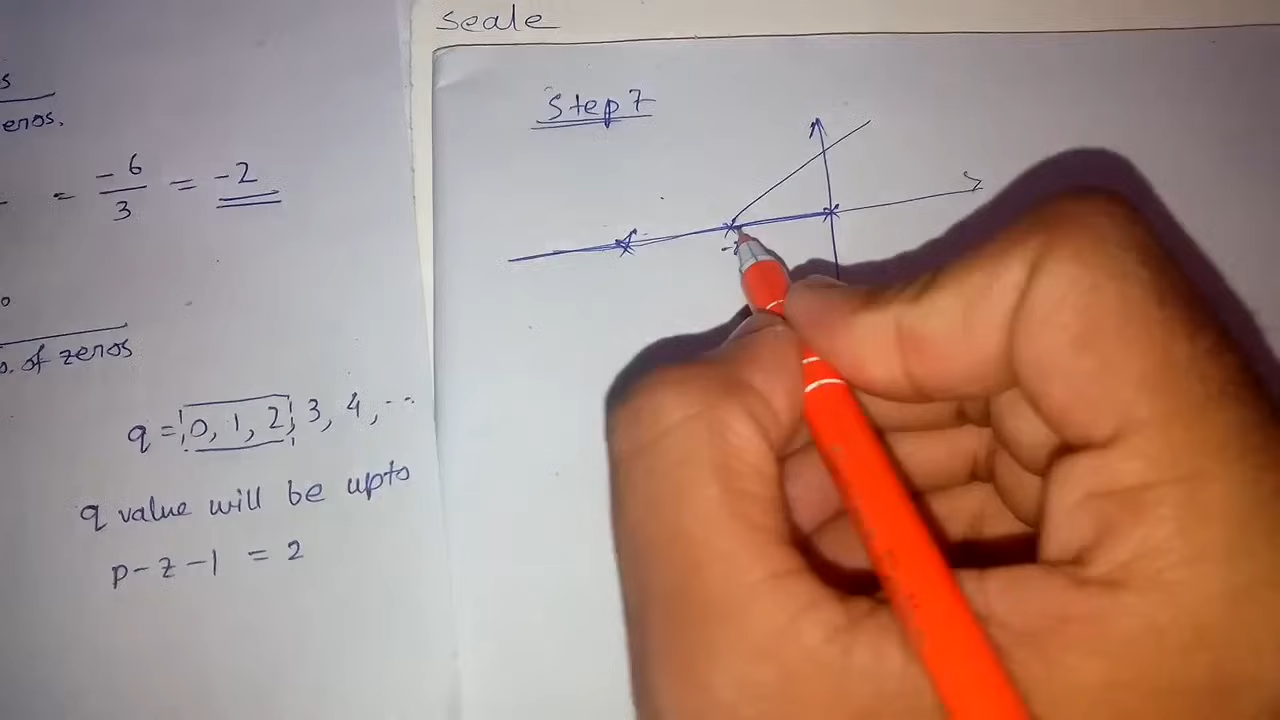 Scale
s
eros.
= -6/3 = -2
Step 7
o. of zeros
q = 0, 1, 2, 3, 4, ...
q value will be upto
p-z-1 = 2